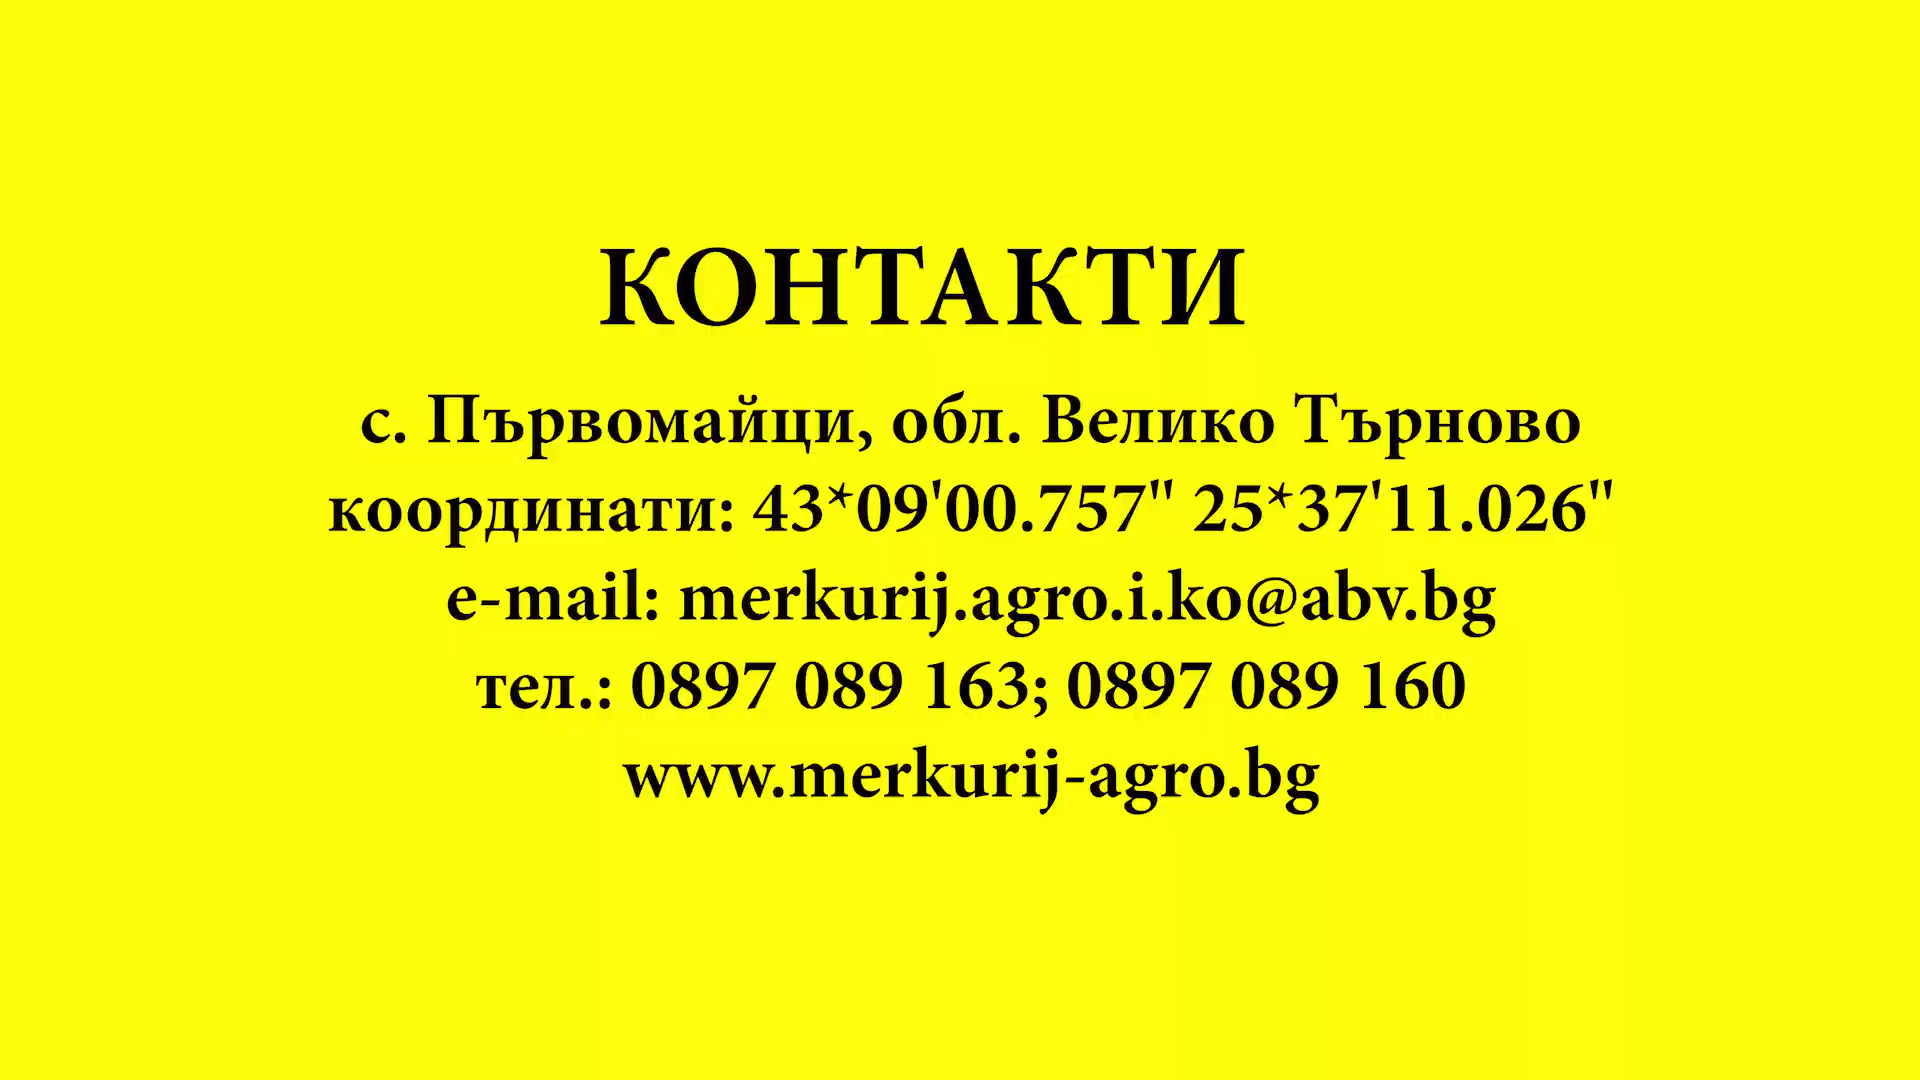 КОНТАКТИ
с. Първомайци, обл. Велико Търново
координати: 43*09'00.757" 25*37'11.026"
e-mail: merkurij.agro.i.ko@abv.bg
тел.: 0897 089 163; 0897 089 160
www.merkurij-agro.bg